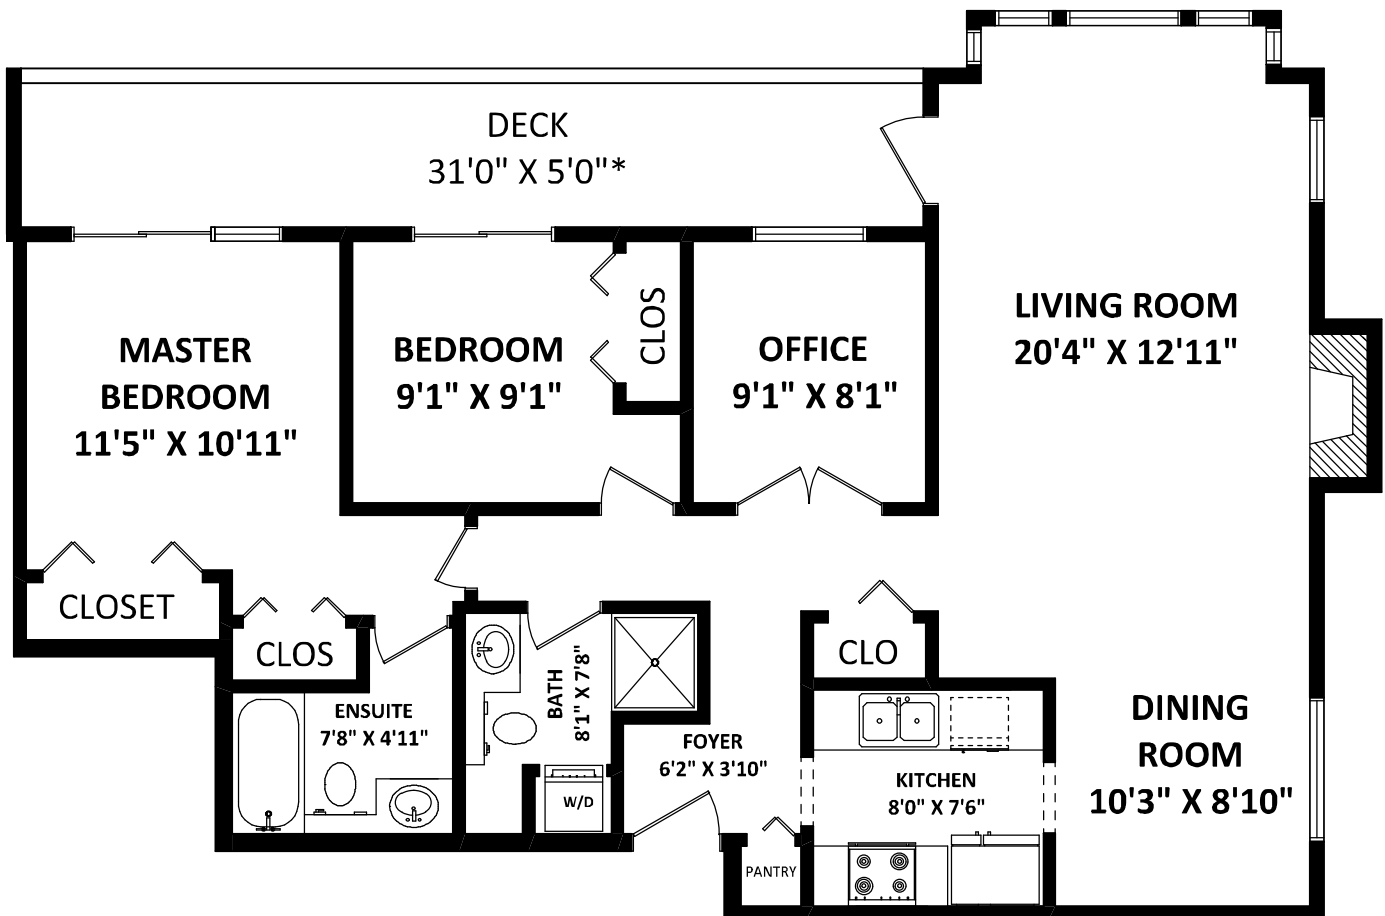 DECK
31'0" X 5'0"*
LIVING ROOM
20'4" X 12'11"
MASTER
BEDROOM
11'5" X 10'11"
BEDROOM
9'1" X 9'1"
CLOS
OFFICE
9'1" X 8'1"
CLOSET
CLOS
CLO
ENSUITE
7'8" X 4'11"
BATH
8'1" X 7'8"
W/D
FOYER
6'2" X 3'10"
KITCHEN
8'0" X 7'6"
DINING
ROOM
10'3" X 8'10"
PANTRY